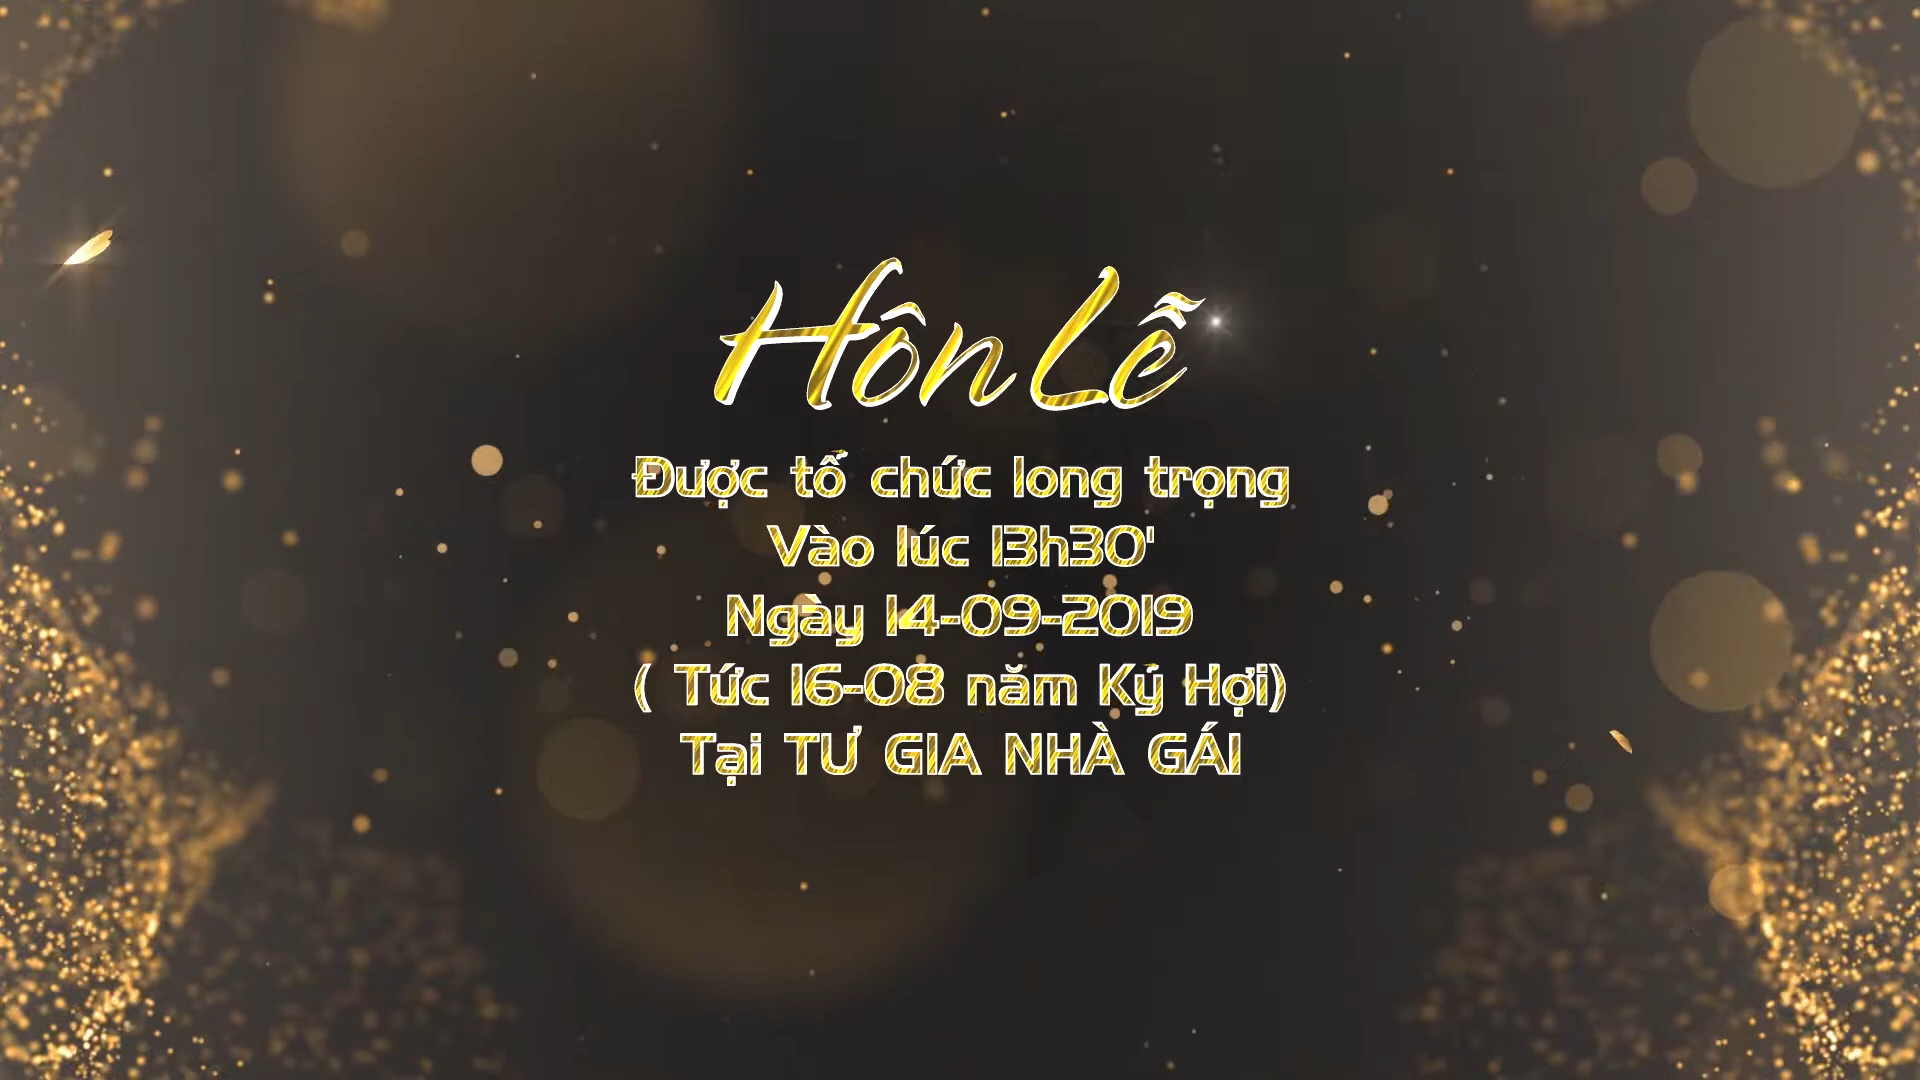 Hôn Lễ
Được tổ chức long trọng
Vào lúc 13h30'
Ngày 14-09-2019
( Tức 16-08 năm Kỷ Hợi)
Tại TƯ GIA NHÀ GÁI